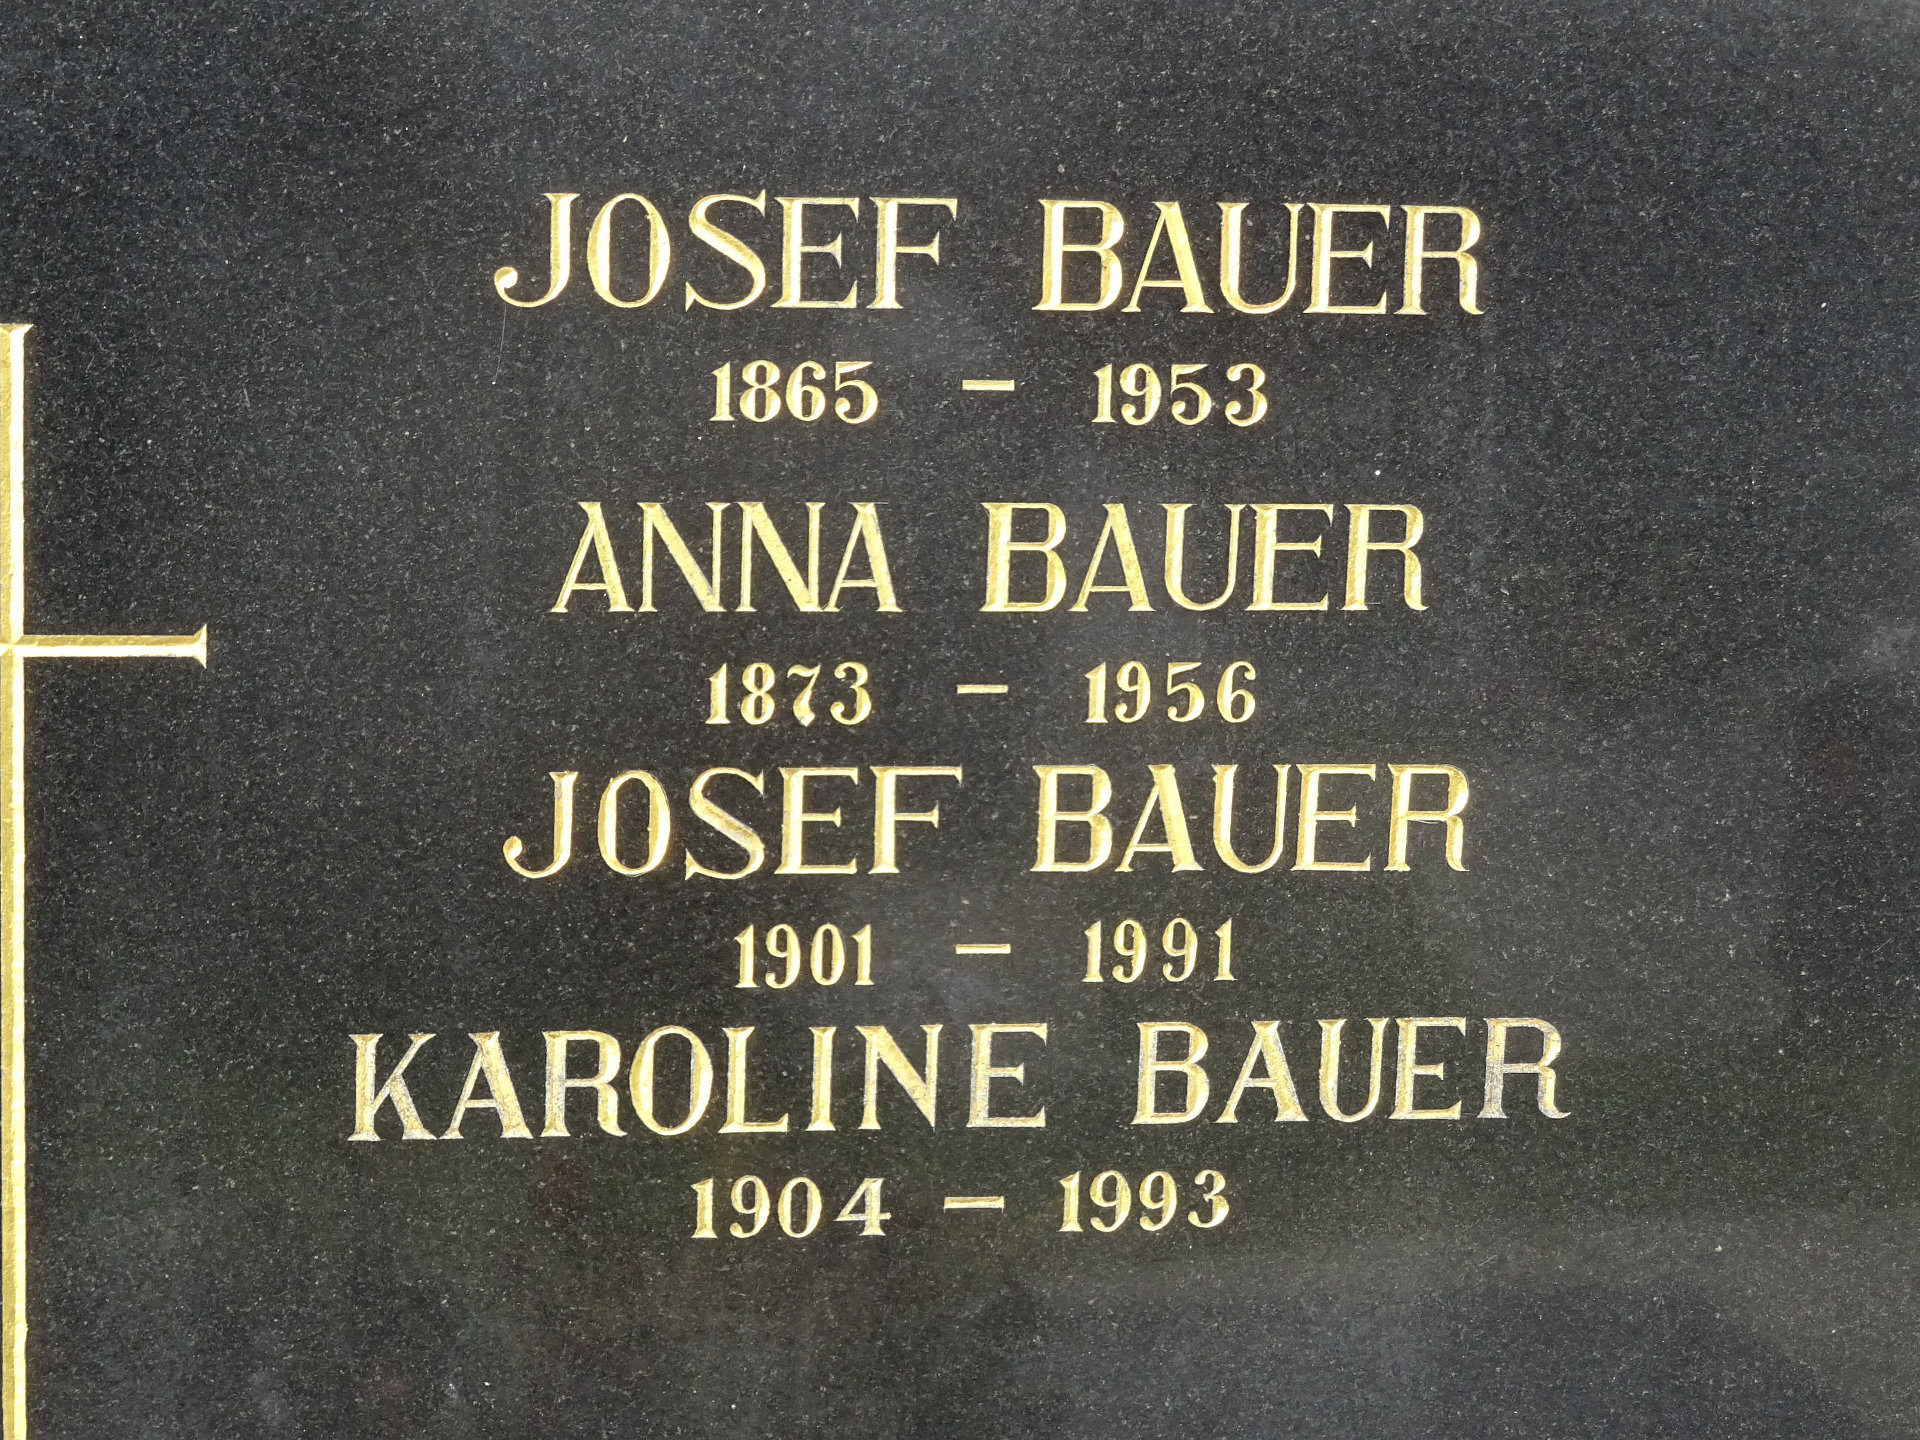 JOSEF BAUER
1865 – 1953
ANNA BAUER
1873 – 1956
JOSEF BAUER
1901 – 1991
KAROLINE BAUER
1904 – 1993